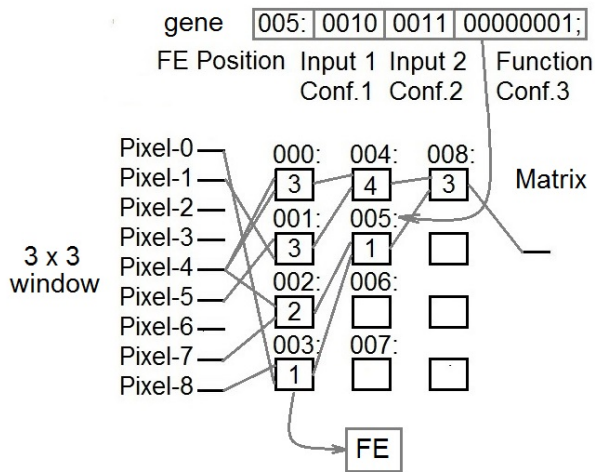 gene 005: 0010 0011 00000001;
FE Position Input 1 Input 2 Function
Conf.1 Conf.2 Conf.3
Pixel-0 000: 004: 008:
Pixel-1 3 4 3 Matrix
Pixel-2 001: 005:
Pixel-3 3 1
3 x 3 Pixel-4 002: 006:
window Pixel-5 2
Pixel-6
Pixel-7 003: 007:
Pixel-8 1
FE